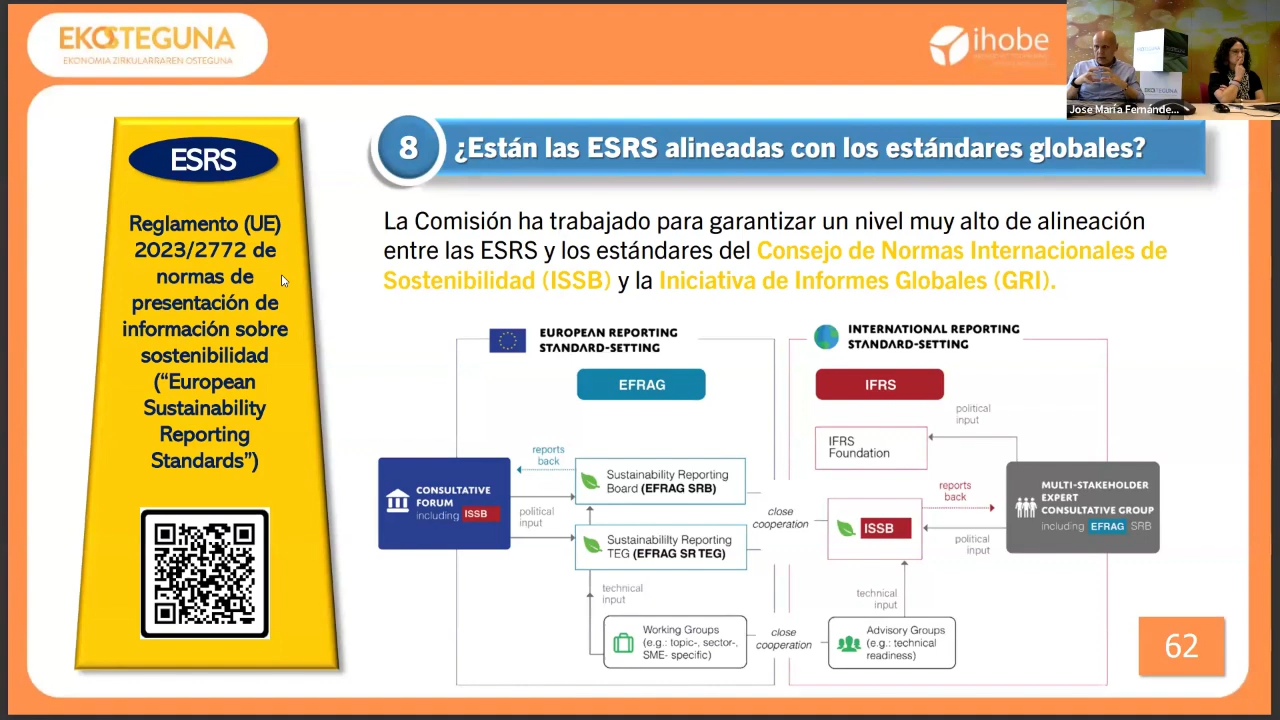 EKOSTEGUNA
EKONOMIA ZIRKULARRAREN OSTEGUNA
ihobe
Jose María Fernánde...
ESRS
Reglamento (UE)
2023/2772 de
normas de
presentación de
información sobre
sostenibilidad
(“European
Sustainability
Reporting
Standards”)
8
¿Están las ESRS alineadas con los estándares globales?
La Comisión ha trabajado para garantizar un nivel muy alto de alineación
entre las ESRS y los estándares del Consejo de Normas Internacionales de
Sostenibilidad (ISSB) y la Iniciativa de Informes Globales (GRI).
EUROPEAN REPORTING
STANDARD-SETTING
EFRAG
CONSULTATIVE
FORUM
including ISSB
reports
back
political
input
Sustainability Reporting
Board (EFRAG SRB)
Sustainabililty Reporting
TEG (EFRAG SR TEG)
technical
input
Working Groups
(e.g.: topic-, sector-,
SME- specific)
close
cooperation
close
cooperation
INTERNATIONAL REPORTING
STANDARD-SETTING
IFRS
IFRS
Foundation
political
input
ISSB
reports
back
political
input
MULTI-STAKEHOLDER
EXPERT
CONSULTATIVE GROUP
including EFRAG SRB
technical
input
Advisory Groups
(e.g.: technical
readiness)
62